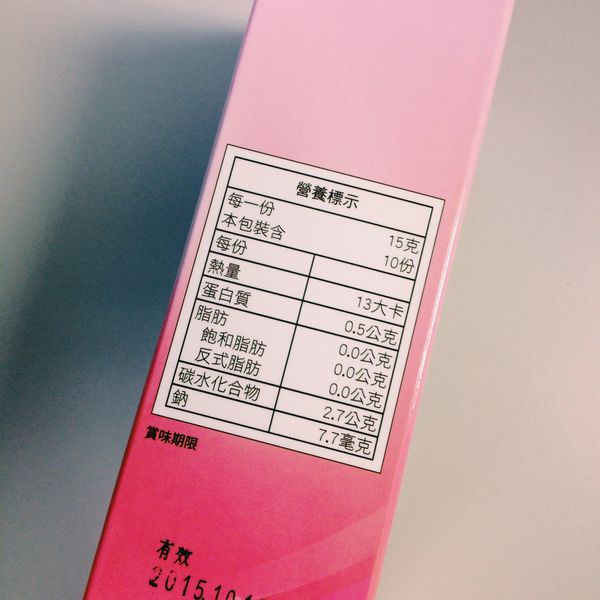 營養標示
每一份 15克
本包裝含 10份
每份
熱量 13大卡
蛋白質 0.5公克
脂肪 0.0公克
飽和脂肪 0.0公克
反式脂肪 0.0公克
碳水化合物 2.7公克
鈉 7.7毫克
賞味期限
有效
2015.10.1